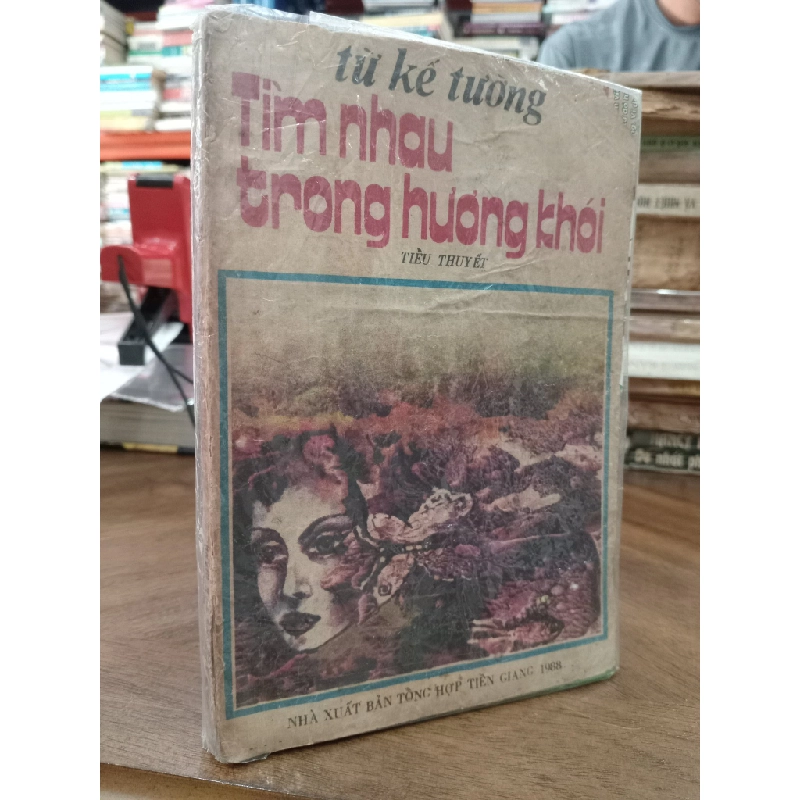 từ kế tường
Tìm nhau
trong hương khói
TIỂU THUYẾT
NHÀ XUẤT BẢN TỔNG HỢP TIỀN GIANG 1988